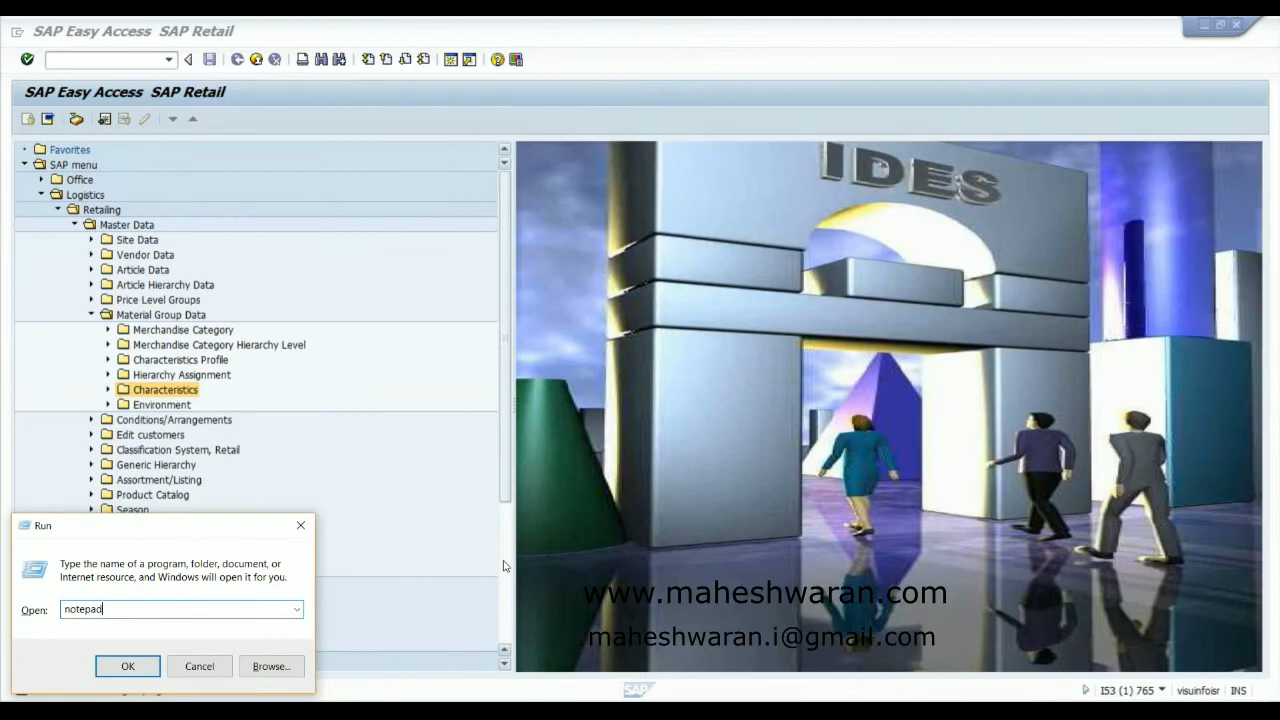 SAP Easy Access SAP Retail
SAP Easy Access SAP Retail
Favorites
SAP menu
Office
Logistics
Retailing
Master Data
Site Data
Vendor Data
Article Data
Article Hierarchy Data
Price Level Groups
Material Group Data
Merchandise Category
Merchandise Category Hierarchy Level
Characteristics Profile
Hierarchy Assignment
Characteristics
Environment
Conditions/Arrangements
Edit customers
Classification System, Retail
Generic Hierarchy
Assortment/Listing
Product Catalog
Season
IDES
Run
Type the name of a program, folder, document, or
Internet resource, and Windows will open it for you.
Open: notepad
OK Cancel Browse...
www.maheshwaran.com
maheshwaran.i@gmail.com
SAP I53 (1) 765 visuinfoisr INS